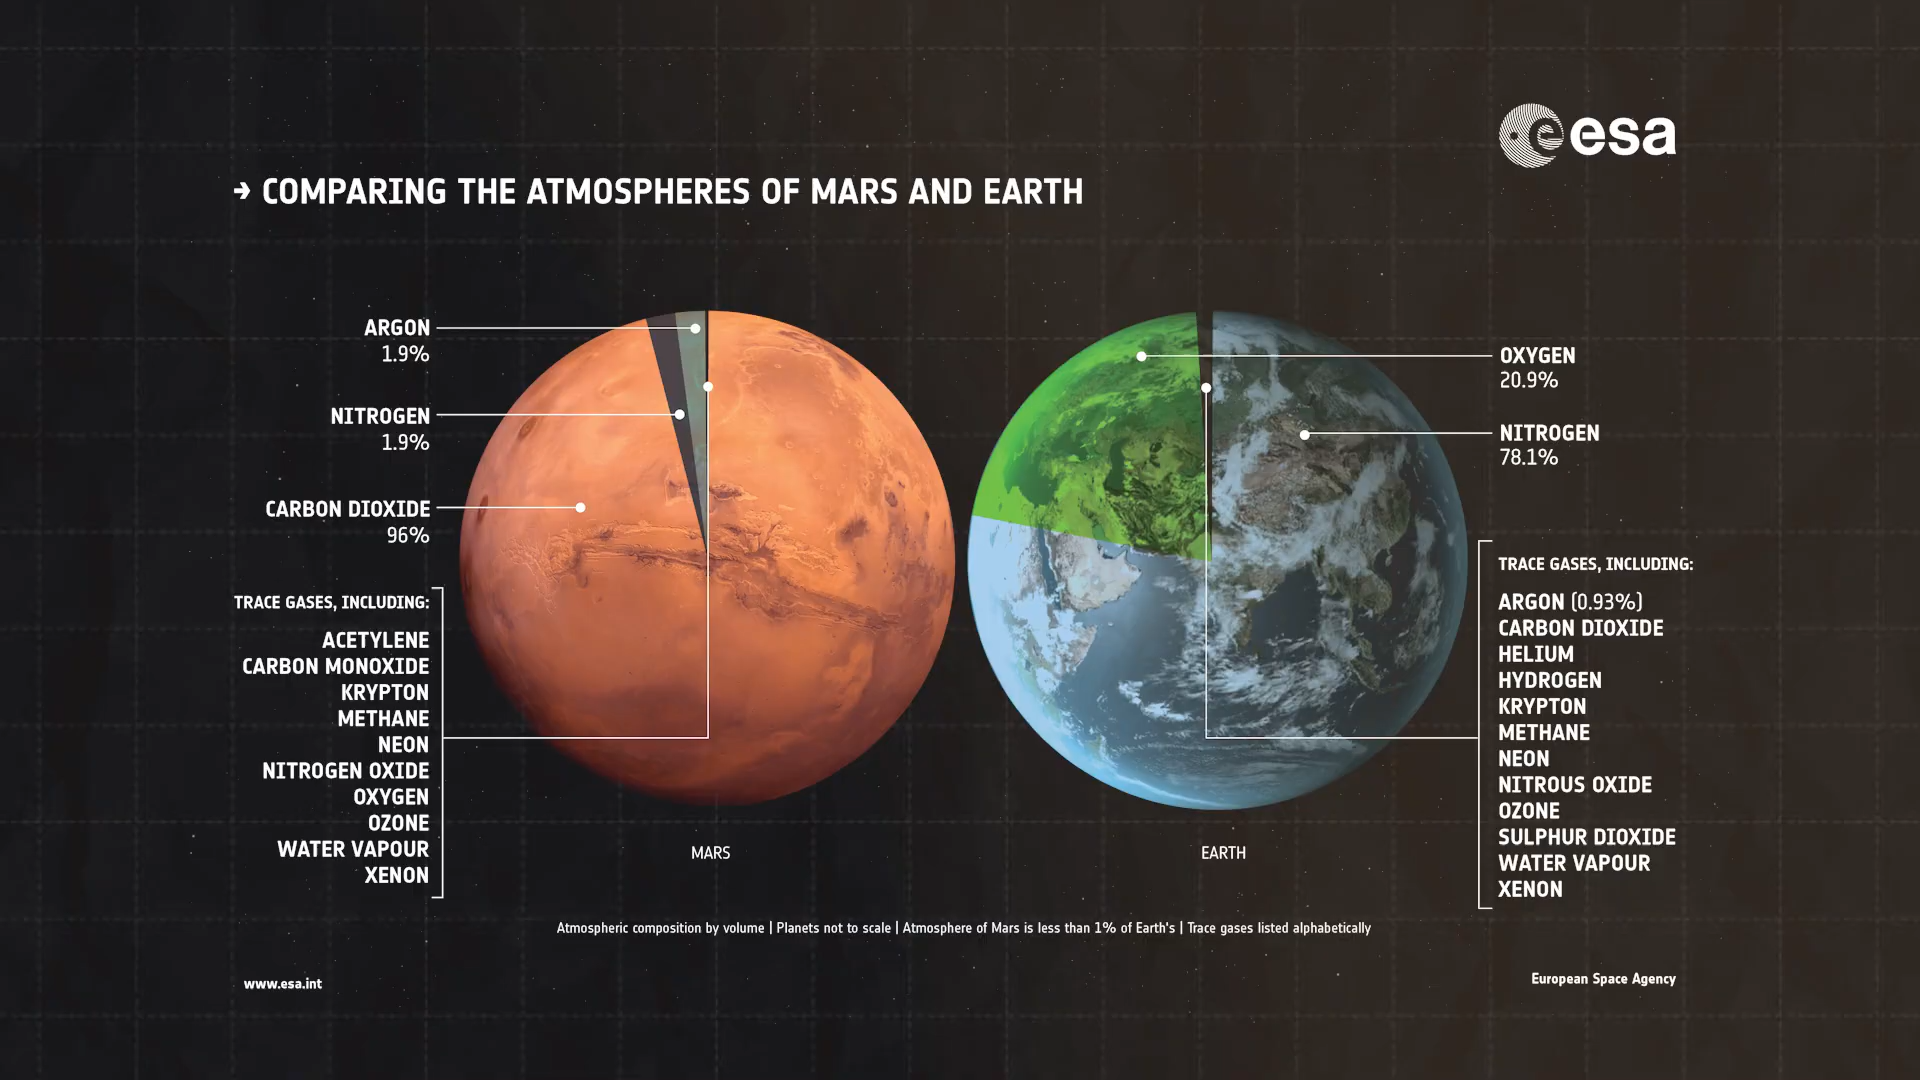 esa
→ COMPARING THE ATMOSPHERES OF MARS AND EARTH
ARGON
1.9%
NITROGEN
1.9%
CARBON DIOXIDE
96%
TRACE GASES, INCLUDING:
ACETYLENE
CARBON MONOXIDE
KRYPTON
METHANE
NEON
NITROGEN OXIDE
OXYGEN
OZONE
WATER VAPOUR
XENON
MARS
OXYGEN
20.9%
NITROGEN
78.1%
TRACE GASES, INCLUDING:
ARGON (0.93%)
CARBON DIOXIDE
HELIUM
HYDROGEN
KRYPTON
METHANE
NEON
NITROUS OXIDE
OZONE
SULPHUR DIOXIDE
WATER VAPOUR
XENON
EARTH
Atmospheric composition by volume | Planets not to scale | Atmosphere of Mars is less than 1% of Earth's | Trace gases listed alphabetically
www.esa.int
European Space Agency